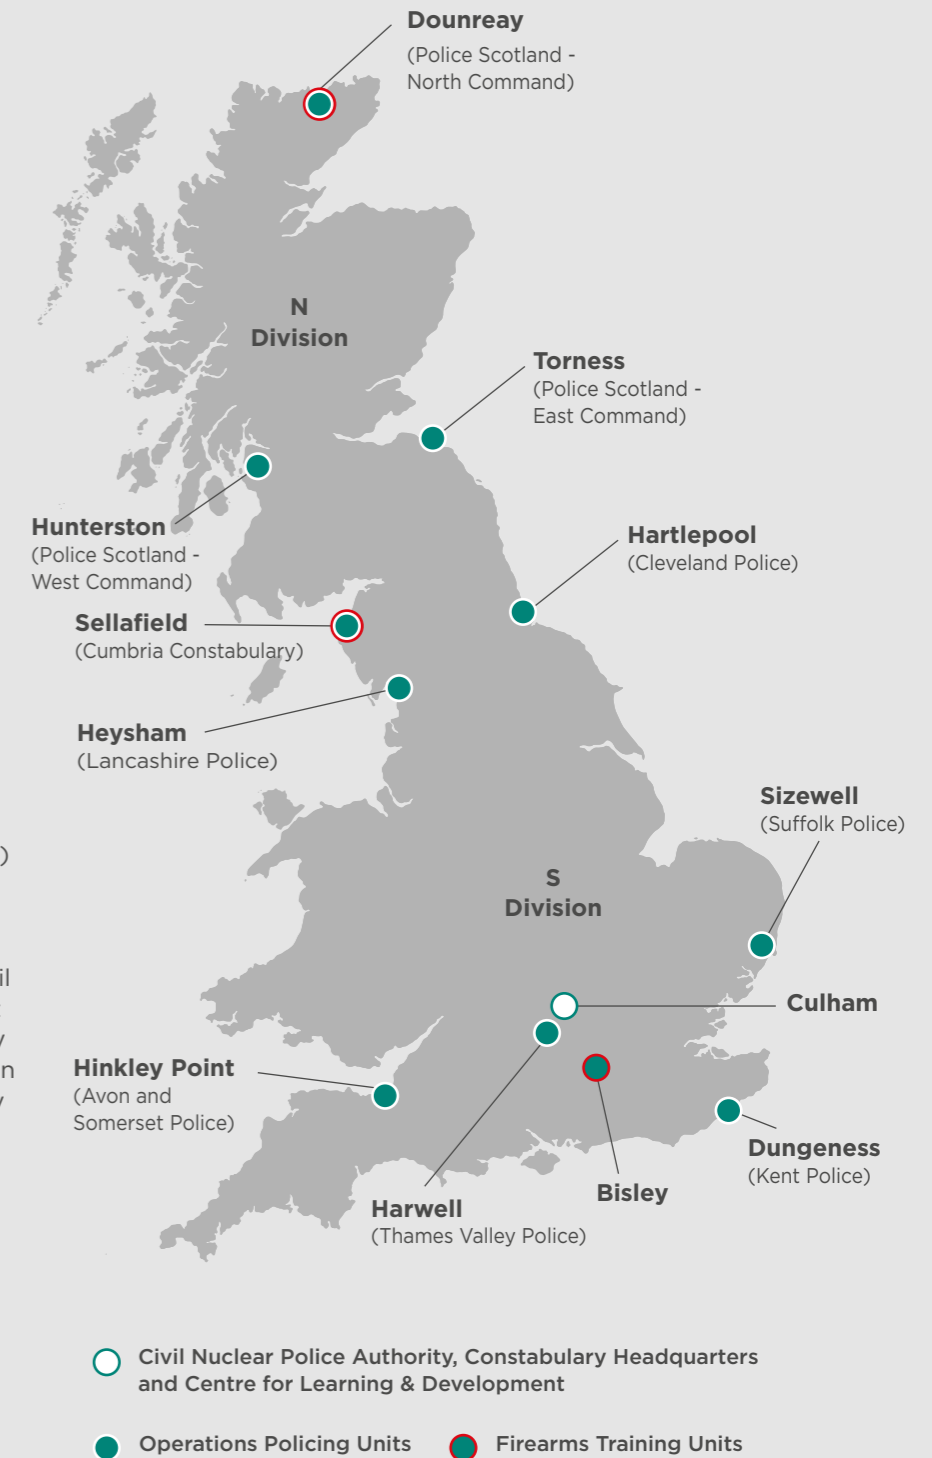 Dounreay
(Police Scotland -
North Command)
N
Division
Torness
(Police Scotland -
East Command)
Hunterston
(Police Scotland -
West Command)
Hartlepool
(Cleveland Police)
Sellafield
(Cumbria Constabulary)
Heysham
(Lancashire Police)
Sizewell
(Suffolk Police)
)
S
Division
il
y
n
y
Culham
Hinkley Point
(Avon and
Somerset Police)
Dungeness
(Kent Police)
Bisley
Harwell
(Thames Valley Police)
Civil Nuclear Police Authority, Constabulary Headquarters
and Centre for Learning & Development
Operations Policing Units
Firearms Training Units